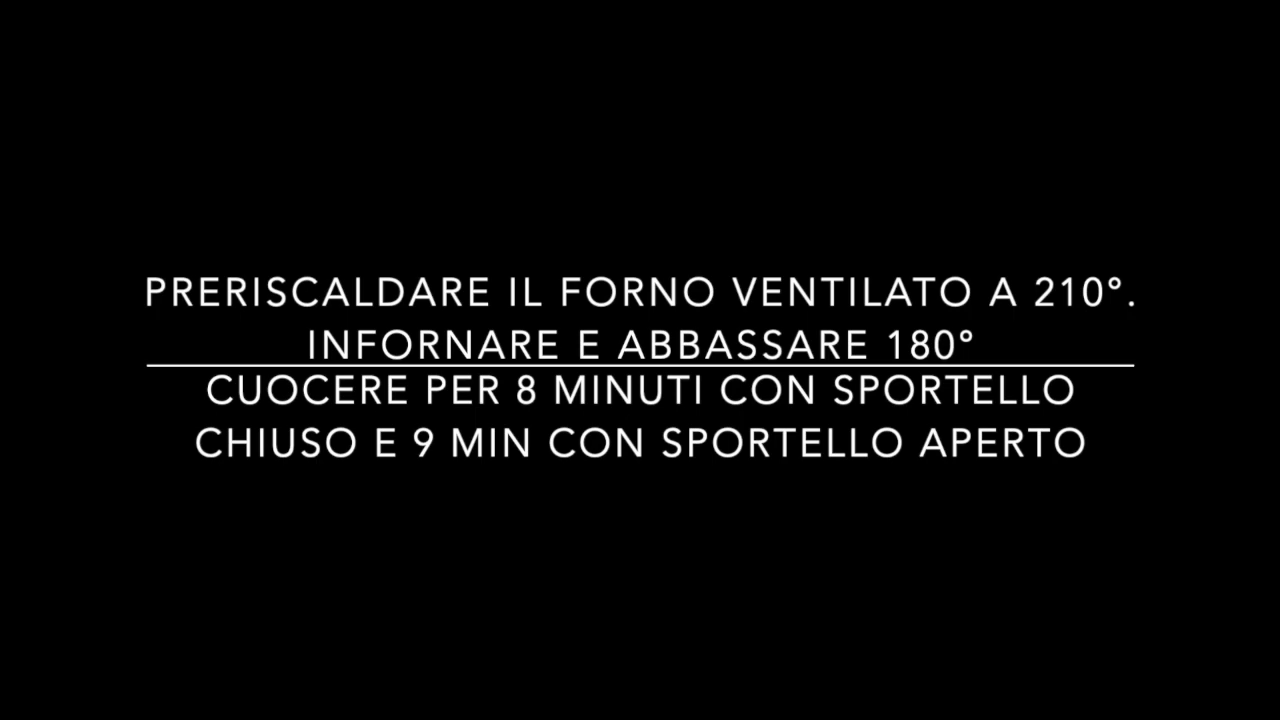 PRERISCALDARE IL FORNO VENTILATO A 210°.
INFORNARE E ABBASSARE 180°
CUOCERE PER 8 MINUTI CON SPORTELLO
CHIUSO E 9 MIN CON SPORTELLO APERTO